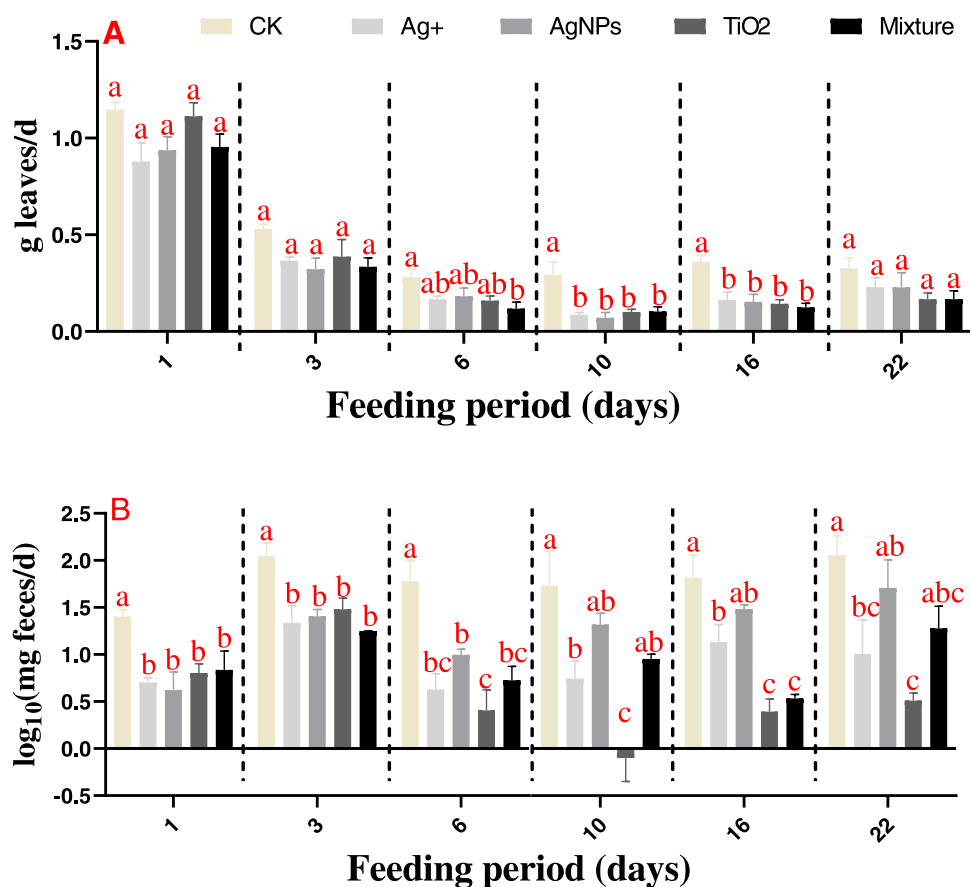 A
CK Ag+ AgNPs TiO2 Mixture
1.5
1.0
0.5
0.0
g leaves/d
a a a a a
a a a a a
a ab ab ab b
a b b b b
a b b b b
a a a a a
1 3 6 10 16 22
Feeding period (days)
B
2.5
2.0
1.5
1.0
0.5
0.0
-0.5
log₁₀(mg feces/d)
a b b b b
a b b b b
a bc b c bc
a b ab c ab
a b ab c c
a bc ab c abc
1 3 6 10 16 22
Feeding period (days)